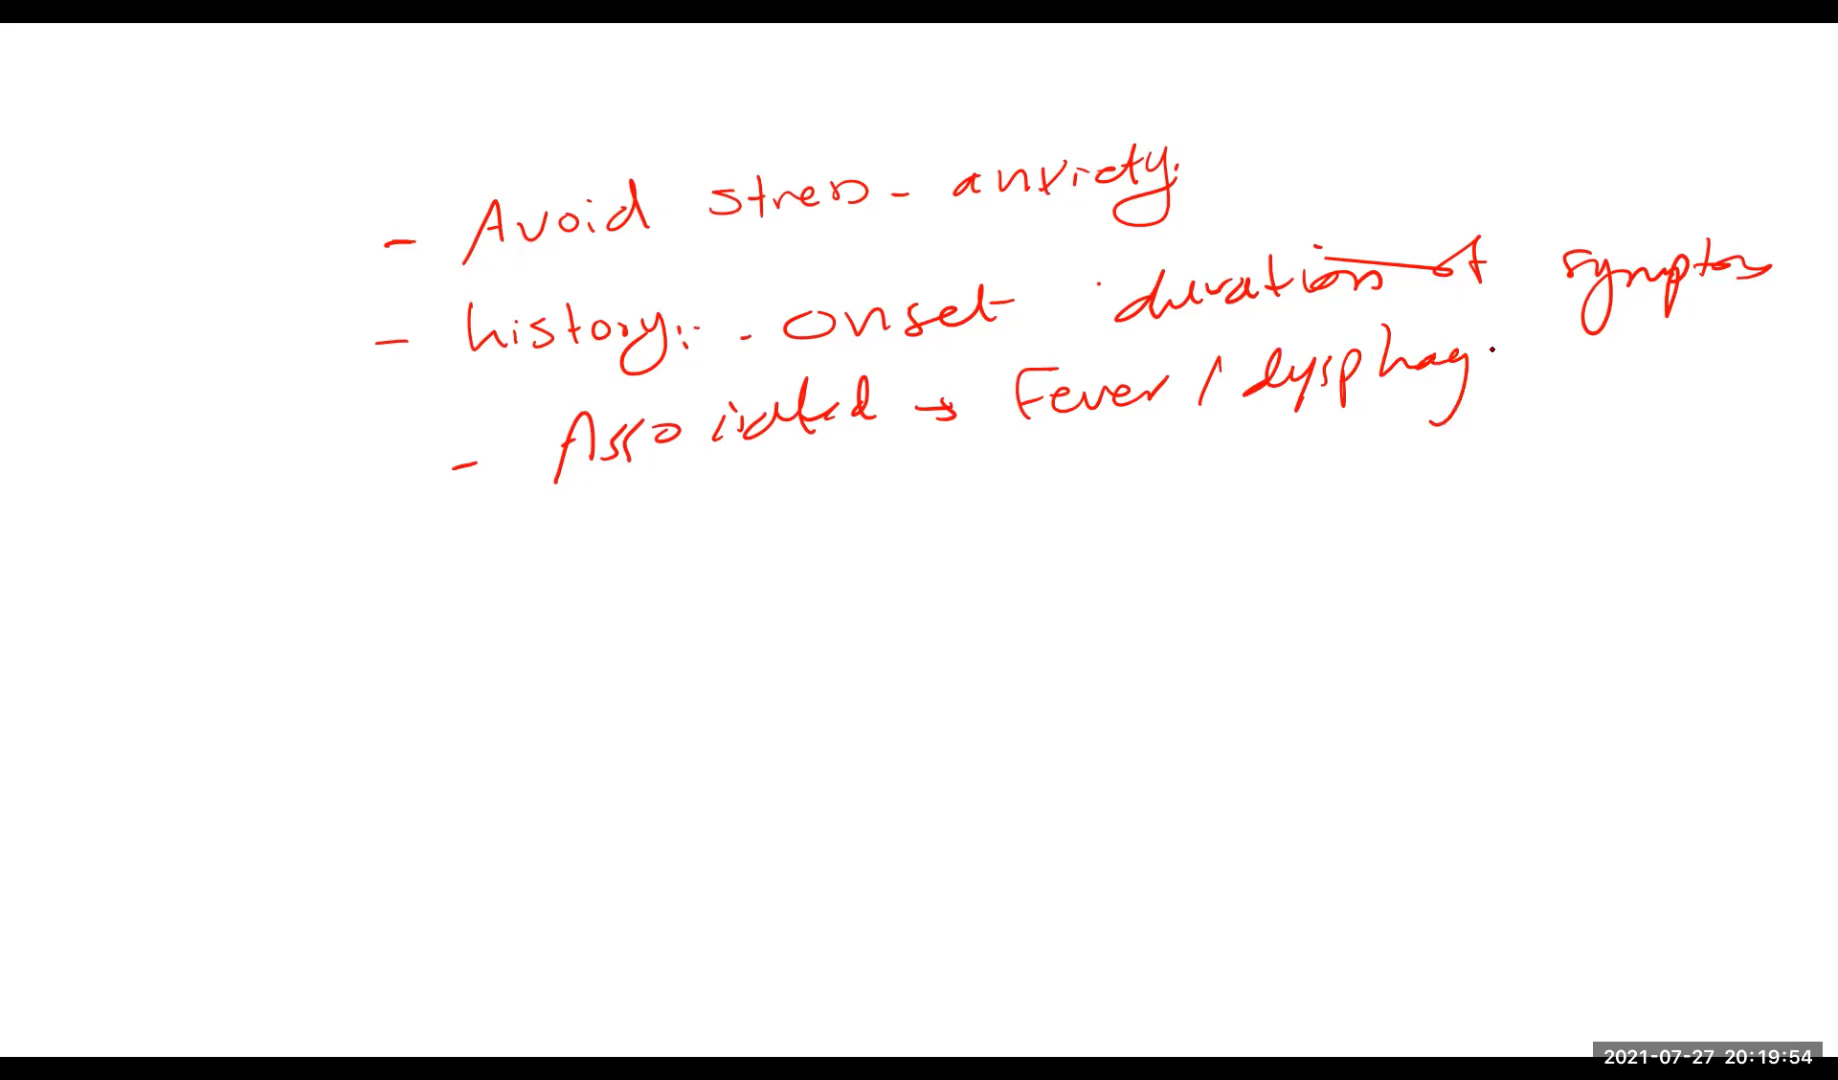 - Avoid stress - anxiety.
- history: - onset · duration of symptoms
- Associated → Fever / dysphag
2021-07-27 20:19:54